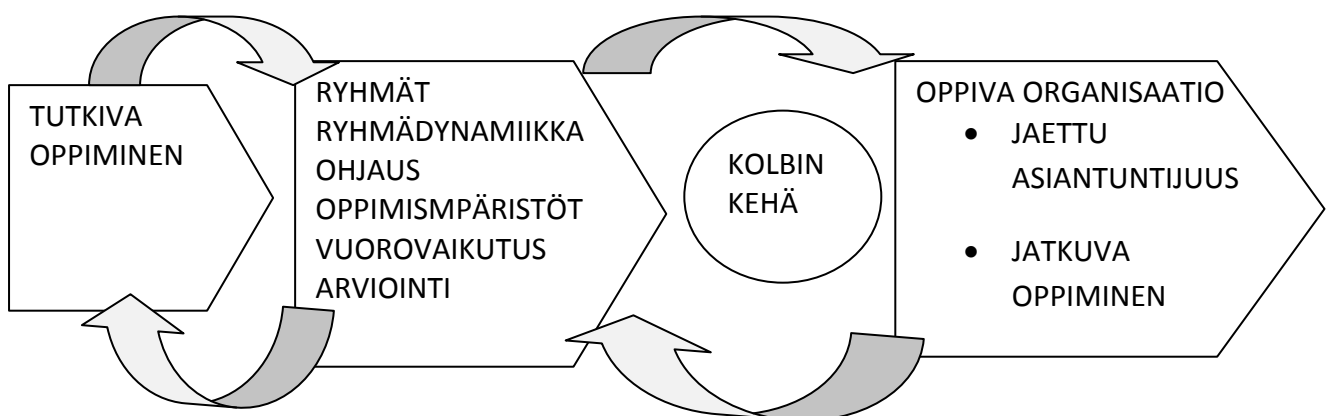 TUTKIVA
OPPIMINEN
RYHMÄT
RYHMÄDYNAMIIKKA
OHJAUS
OPPIMISMPÄRISTÖT
VUOROVAIKUTUS
ARVIOINTI
KOLBIN
KEHÄ
OPPIVA ORGANISAATIO
• JAETTU
ASIANTUNTIJUUS
• JATKUVA
OPPIMINEN